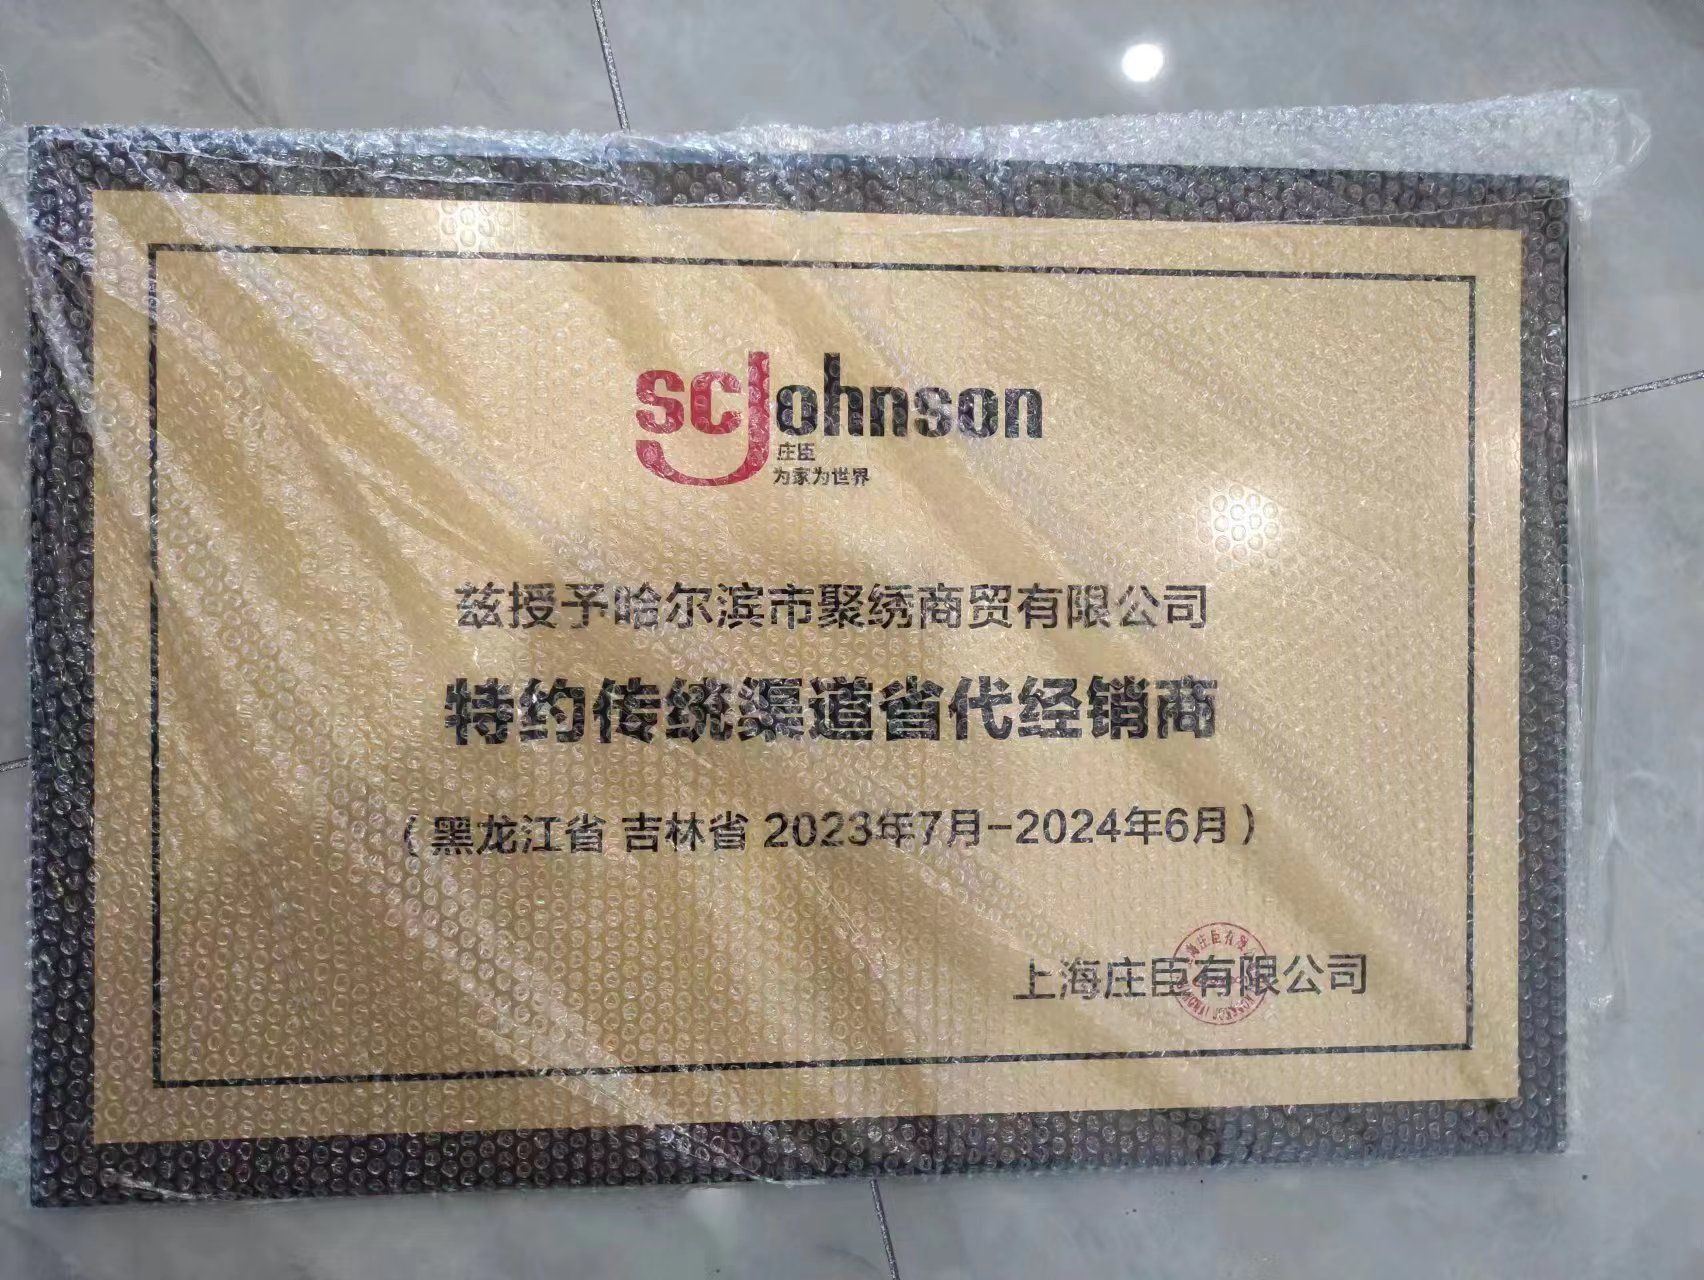 scJohnson
庄臣
为家为世界
兹授予哈尔滨市聚绣商贸有限公司
特约传统渠道省代经销商
（黑龙江省 吉林省 2023年7月-2024年6月）
上海庄臣有限公司